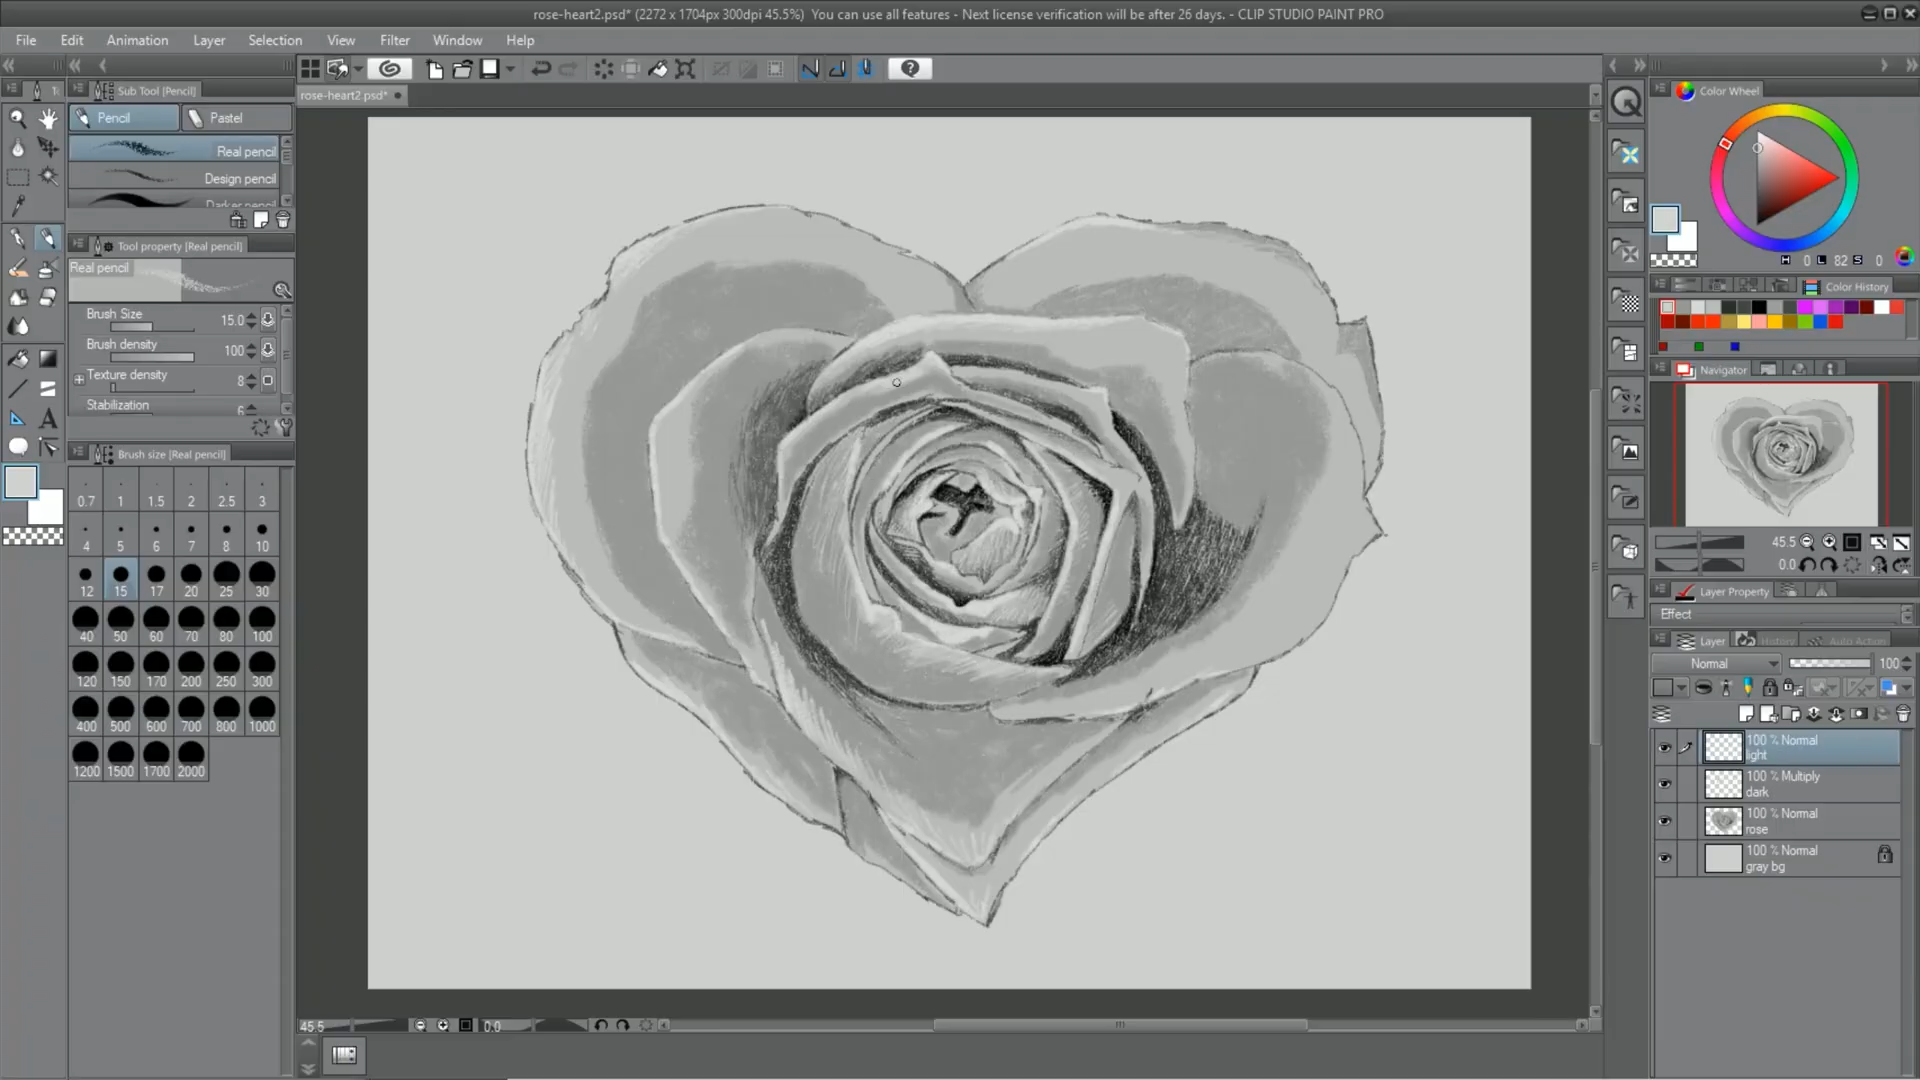 rose-heart2.psd* (2272 x 1704px 300dpi 45.5%)  You can use all features - Next license verification will be after 26 days. - CLIP STUDIO PAINT PRO
File Edit Animation Layer Selection View Filter Window Help
Sub Tool [Pencil]
rose-heart2.psd*
Color Wheel
Pencil Pastel
Real pencil
Design pencil
Darker pencil
Tool property [Real pencil]
Real pencil
Brush Size 15.0
Brush density 100
Texture density 8
Stabilization 6
Brush size [Real pencil]
0.7 1 1.5 2 2.5 3
4 5 6 7 8 10
12 15 17 20 25 30
40 50 60 70 80 100
120 150 170 200 250 300
400 500 600 700 800 1000
1200 1500 1700 2000
45.5 0.0
H 0 L 82 S 0
Color History
Navigator
45.5
0.0
Layer Property
Effect
Layer History Auto Action
Normal 100
100 % Normal
light
100 % Multiply
dark
100 % Normal
rose
100 % Normal
gray bg